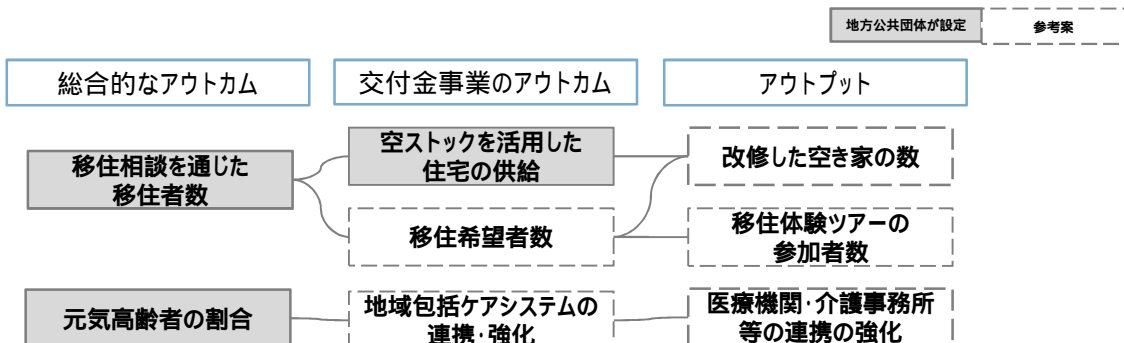 地方公共団体が設定
参考案
総合的なアウトカム
交付金事業のアウトカム
アウトプット
移住相談を通じた
移住者数
空ストックを活用した
住宅の供給
改修した空き家の数
移住希望者数
移住体験ツアーの
参加者数
元気高齢者の割合
地域包括ケアシステムの
連携・強化
医療機関・介護事務所
等の連携の強化